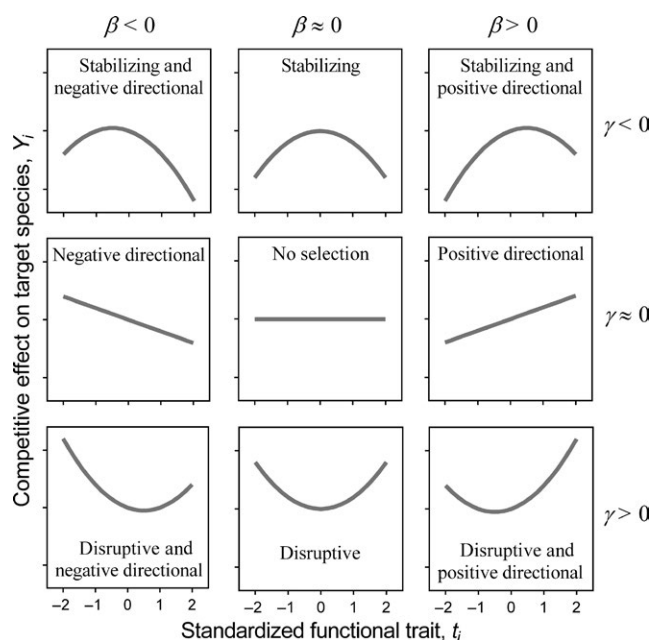 β < 0
β ≈ 0
β > 0
Stabilizing and
negative directional
Stabilizing
Stabilizing and
positive directional
γ < 0
Negative directional
No selection
Positive directional
γ ≈ 0
Disruptive and
negative directional
Disruptive
Disruptive and
positive directional
γ > 0
Competitive effect on target species, Yi
–2 –1 0 1 2
–2 –1 0 1 2
–2 –1 0 1 2
Standardized functional trait, ti